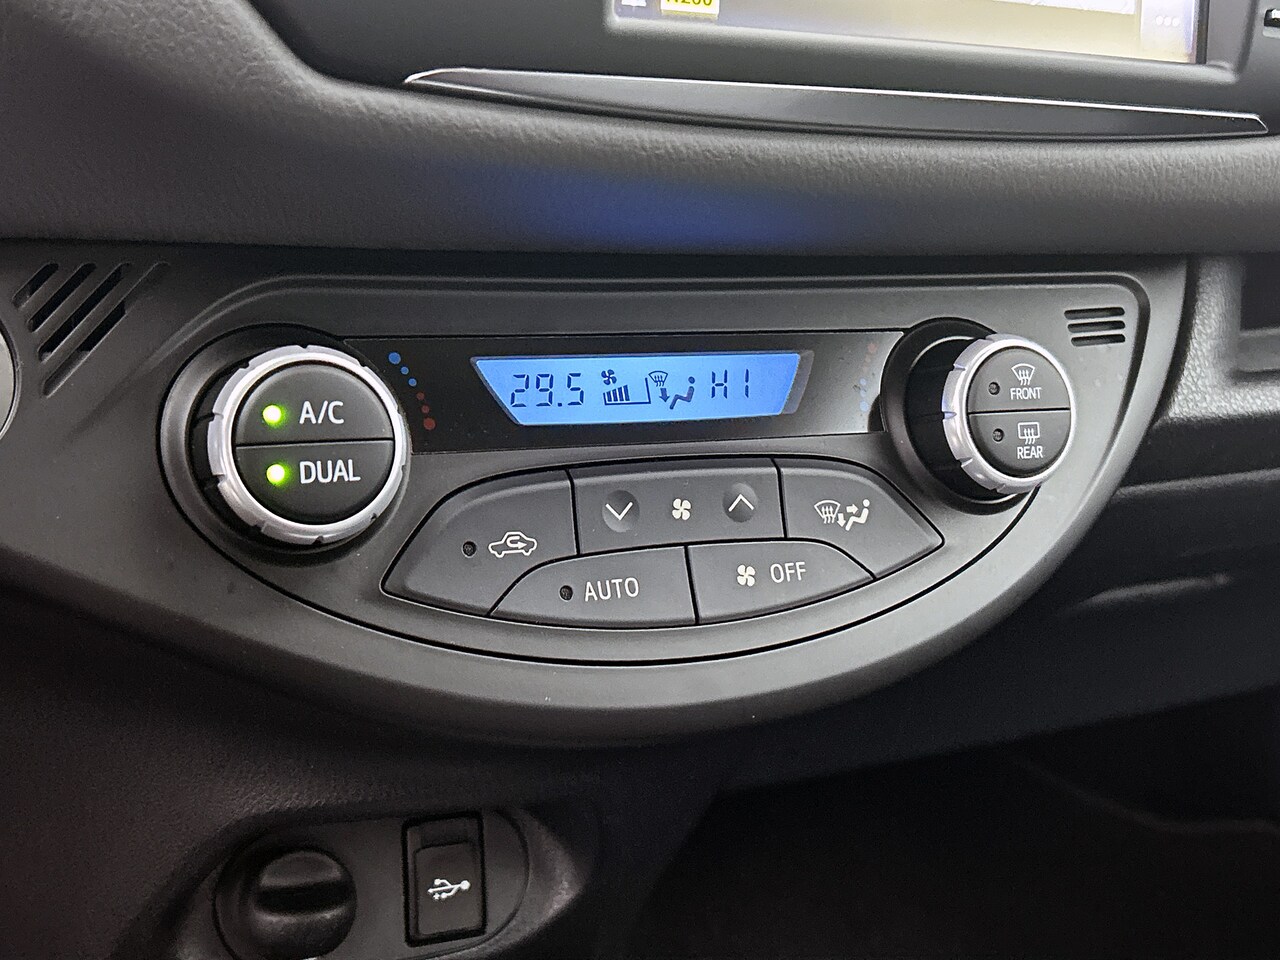 A/C
DUAL
29.5
HI
FRONT
REAR
AUTO
OFF